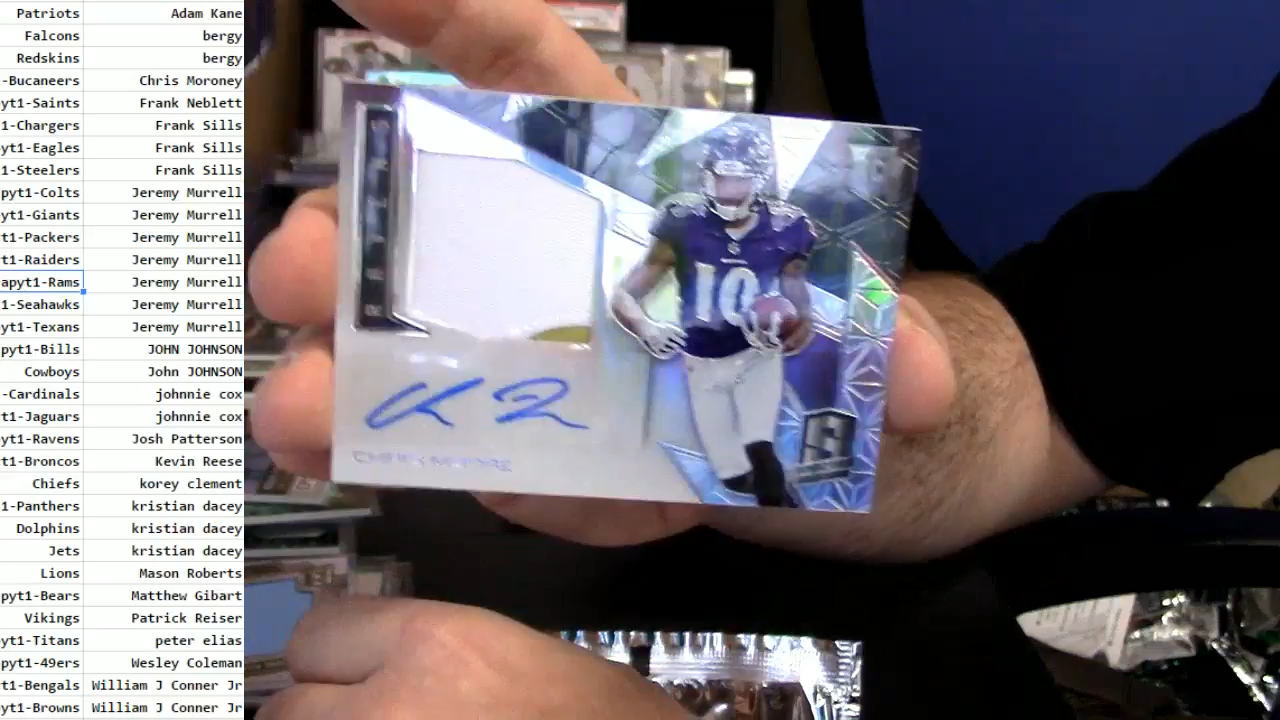 Patriots Adam Kane
Falcons bergy
Redskins bergy
-Bucaneers Chris Moroney
yt1-Saints Frank Neblett
1-Chargers Frank Sills
yt1-Eagles Frank Sills
1-Steelers Frank Sills
pyt1-Colts Jeremy Murrell
yt1-Giants Jeremy Murrell
t1-Packers Jeremy Murrell
t1-Raiders Jeremy Murrell
apyt1-Rams Jeremy Murrell
1-Seahawks Jeremy Murrell
yt1-Texans Jeremy Murrell
pyt1-Bills JOHN JOHNSON
Cowboys John JOHNSON
-Cardinals johnnie cox
t1-Jaguars johnnie cox
yt1-Ravens Josh Patterson
t1-Broncos Kevin Reese
Chiefs korey clement
1-Panthers kristian dacey
Dolphins kristian dacey
Jets kristian dacey
Lions Mason Roberts
pyt1-Bears Matthew Gibart
Vikings Patrick Reiser
yt1-Titans peter elias
pyt1-49ers Wesley Coleman
t1-Bengals William J Conner Jr
yt1-Browns William J Conner Jr
10
CHRIS MOORE